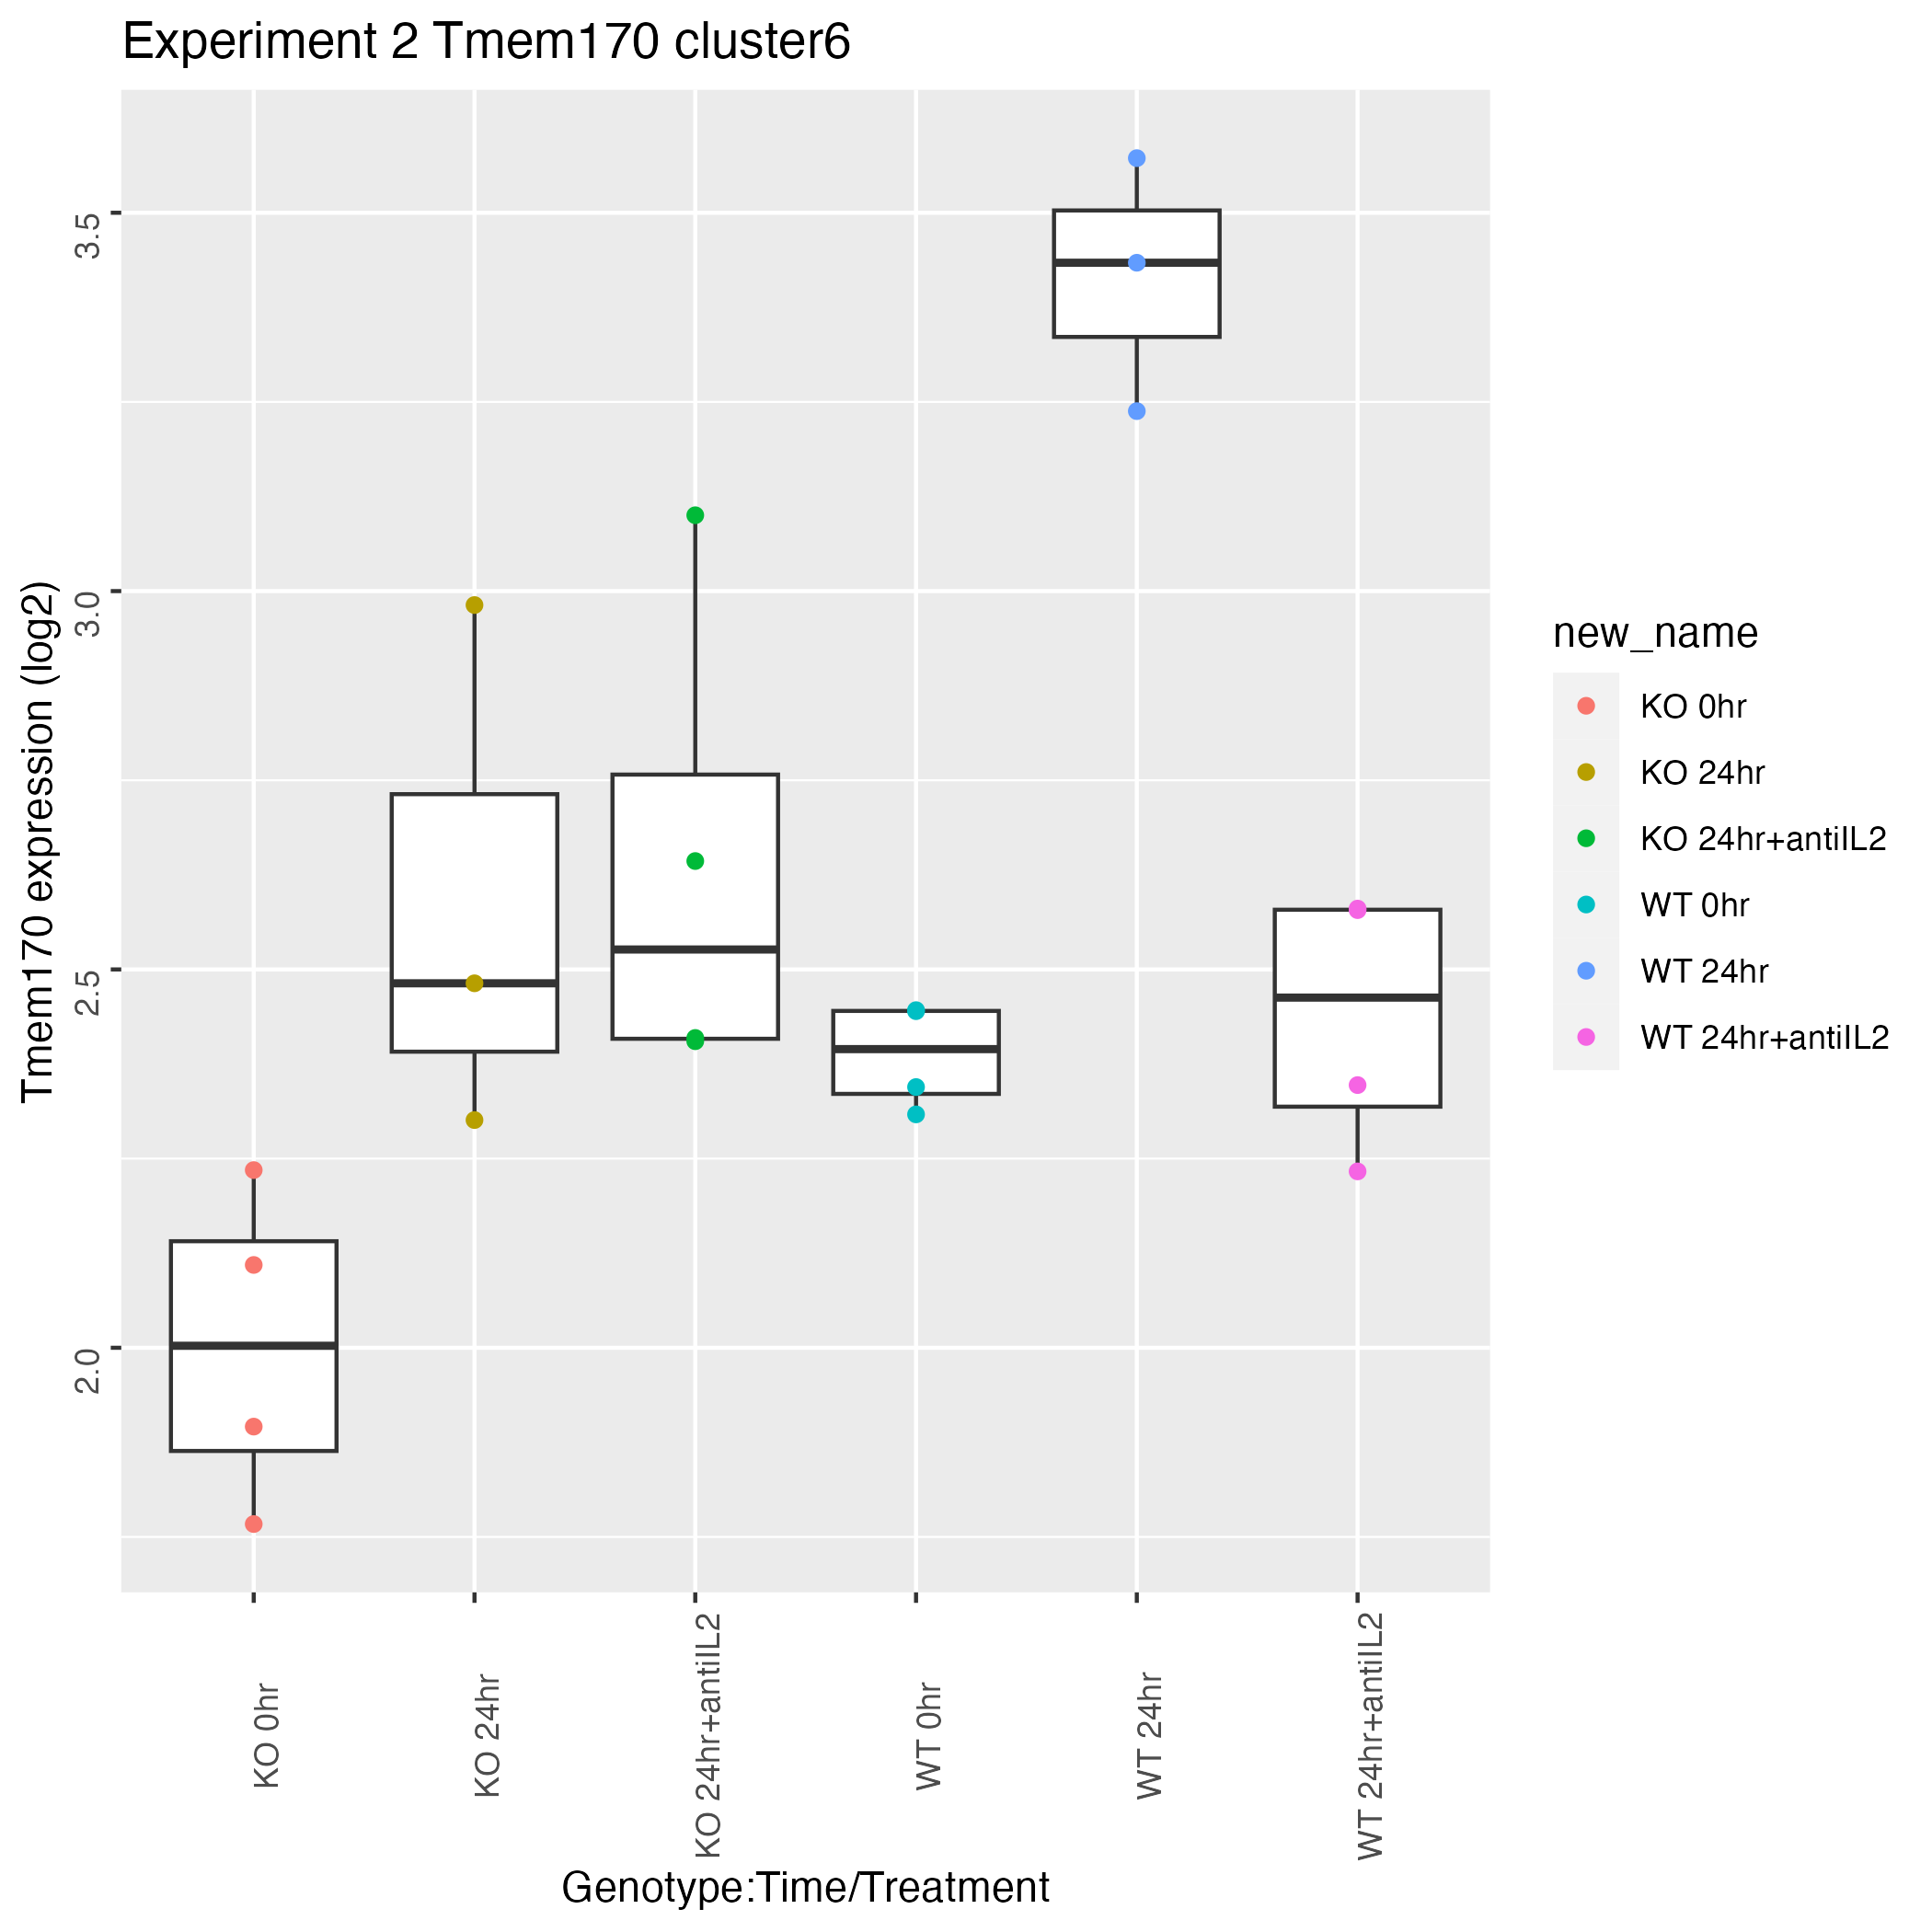 Experiment 2 Tmem170 cluster6
Tmem170 expression (log2)
3.5
3.0
2.5
2.0
KO 0hr
KO 24hr
KO 24hr+antiIL2
WT 0hr
WT 24hr
WT 24hr+antiIL2
Genotype:Time/Treatment
new_name
KO 0hr
KO 24hr
KO 24hr+antiIL2
WT 0hr
WT 24hr
WT 24hr+antiIL2